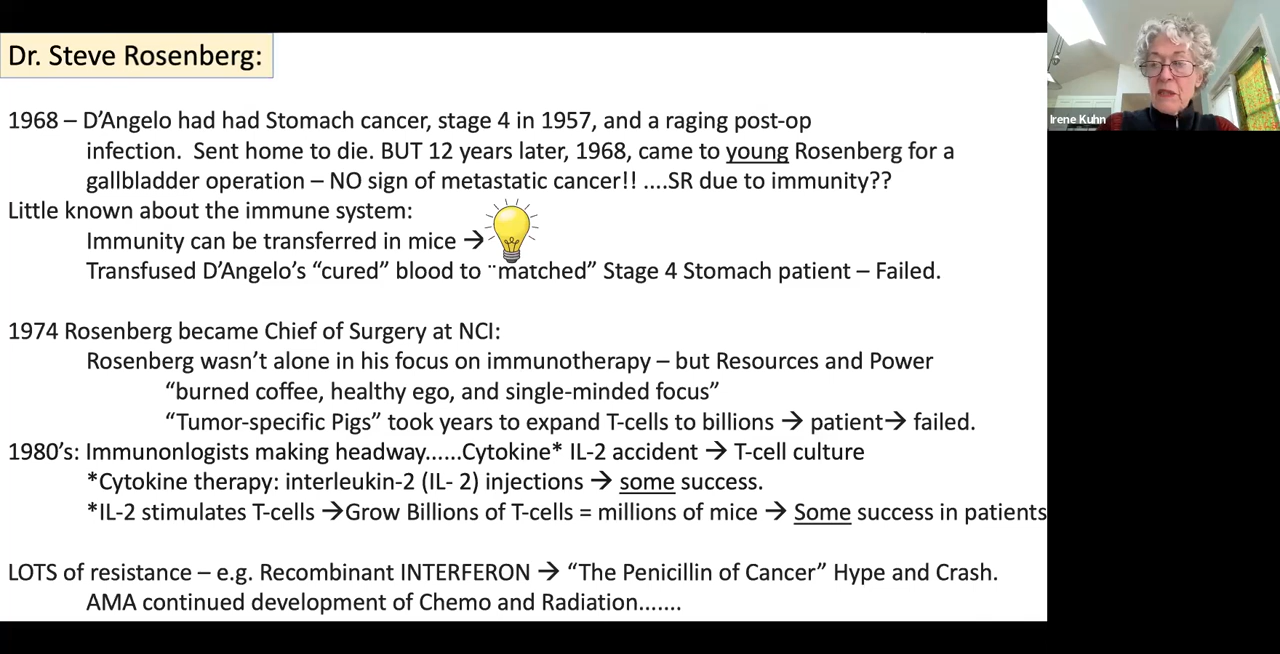 Dr. Steve Rosenberg:
Irene Kuhn
1968 – D’Angelo had had Stomach cancer, stage 4 in 1957, and a raging post-op
infection. Sent home to die. BUT 12 years later, 1968, came to young Rosenberg for a
gallbladder operation – NO sign of metastatic cancer!! ....SR due to immunity??
Little known about the immune system:
Immunity can be transferred in mice →
Transfused D’Angelo’s “cured” blood to ¨matched” Stage 4 Stomach patient – Failed.
1974 Rosenberg became Chief of Surgery at NCI:
Rosenberg wasn’t alone in his focus on immunotherapy – but Resources and Power
“burned coffee, healthy ego, and single-minded focus”
“Tumor-specific Pigs” took years to expand T-cells to billions → patient→ failed.
1980’s: Immunonlogists making headway......Cytokine* IL-2 accident → T-cell culture
*Cytokine therapy: interleukin-2 (IL- 2) injections → some success.
*IL-2 stimulates T-cells →Grow Billions of T-cells = millions of mice → Some success in patients
LOTS of resistance – e.g. Recombinant INTERFERON → “The Penicillin of Cancer” Hype and Crash.
AMA continued development of Chemo and Radiation.......